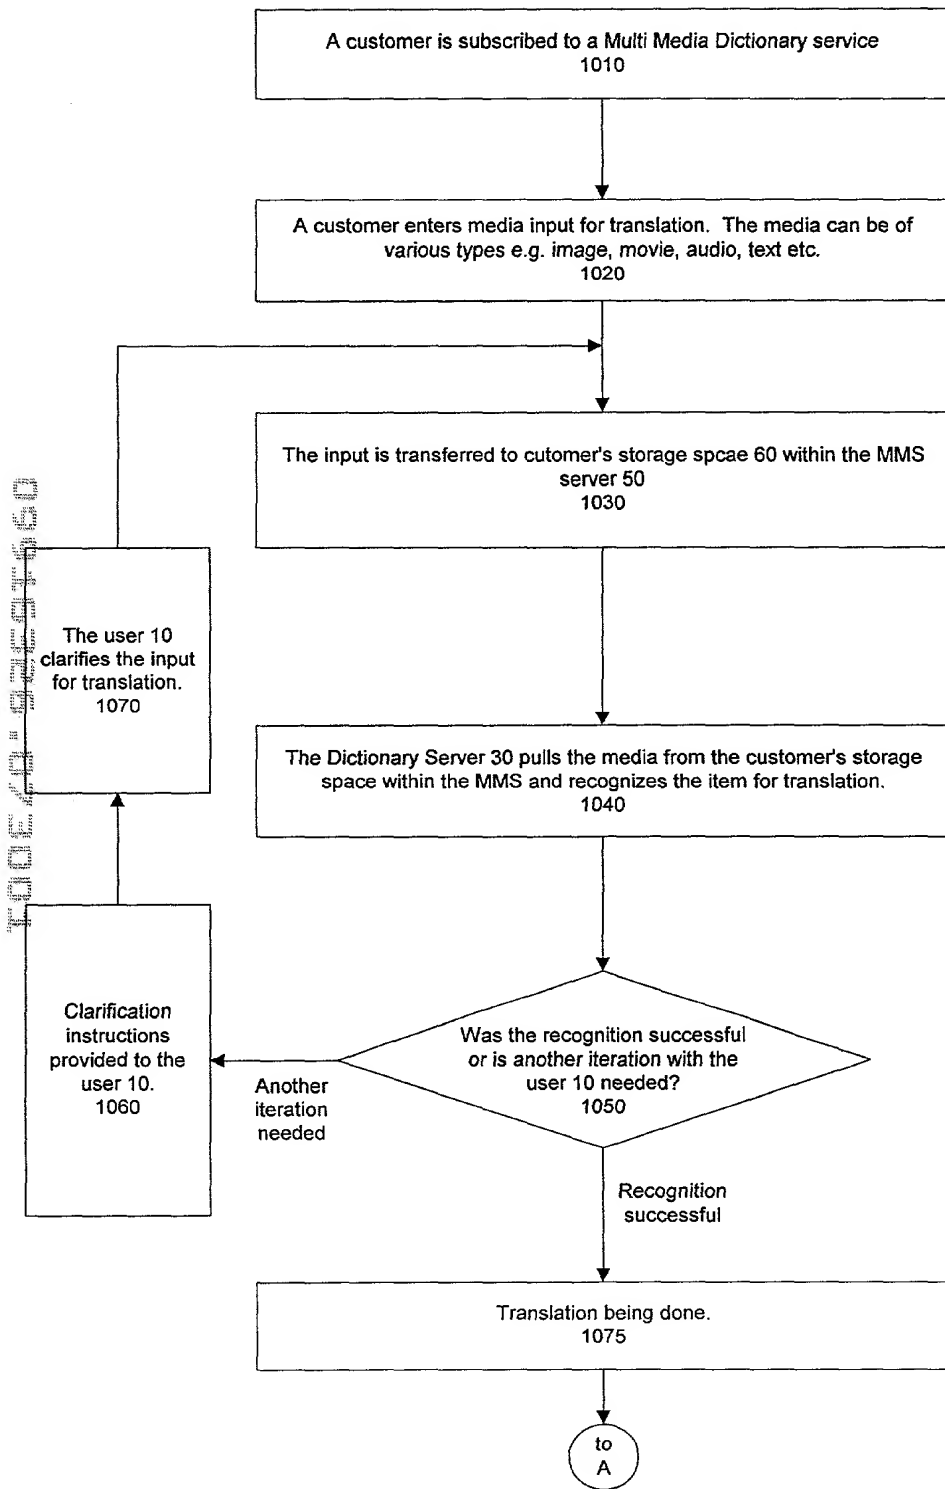 A customer is subscribed to a Multi Media Dictionary service
1010
A customer enters media input for translation. The media can be of
various types e.g. image, movie, audio, text etc.
1020
The input is transferred to cutomer's storage spcae 60 within the MMS
server 50
1030
The user 10
clarifies the input
for translation.
1070
The Dictionary Server 30 pulls the media from the customer's storage
space within the MMS and recognizes the item for translation.
1040
Clarification
instructions
provided to the
user 10.
1060
Was the recognition successful
or is another iteration with the
user 10 needed?
1050
Another
iteration
needed
Recognition
successful
Translation being done.
1075
to
A